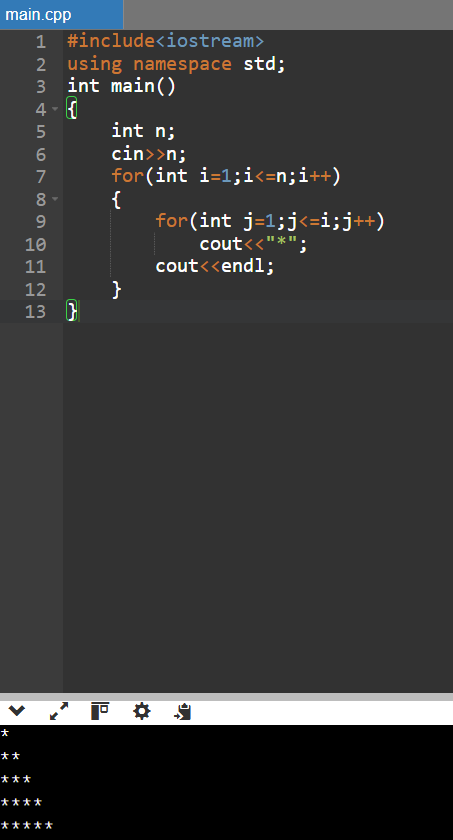 main.cpp
1 #include<iostream>
2 using namespace std;
3 int main()
4 {
5     int n;
6     cin>>n;
7     for(int i=1;i<=n;i++)
8     {
9         for(int j=1;j<=i;j++)
10             cout<<"*";
11         cout<<endl;
12     }
13 }
*
**
***
****
*****